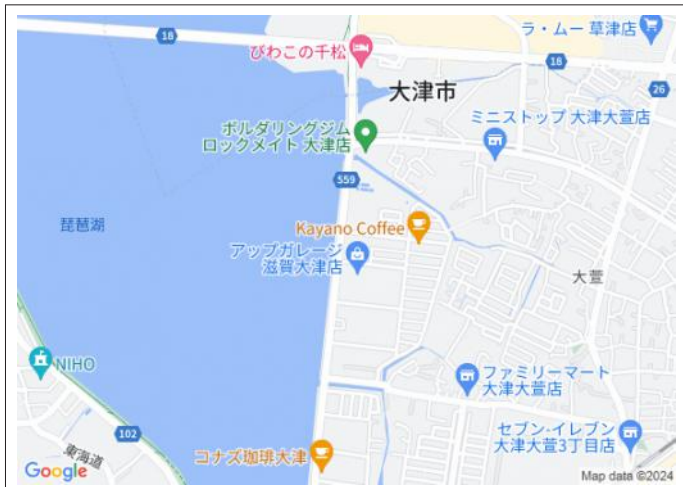 ラ・ムー 草津店
18
びわこの千松
18
26
大津市
ミニストップ 大津大萱店
ボルダリングジム
ロックメイト 大津店
559
琵琶湖
Kayano Coffee
アップガレージ
滋賀大津店
大萱
NIHO
ファミリーマート
大津大萱店
102
東海道
セブン-イレブン
大津大萱3丁目店
コナズ珈琲大津
Google
Map data ©2024